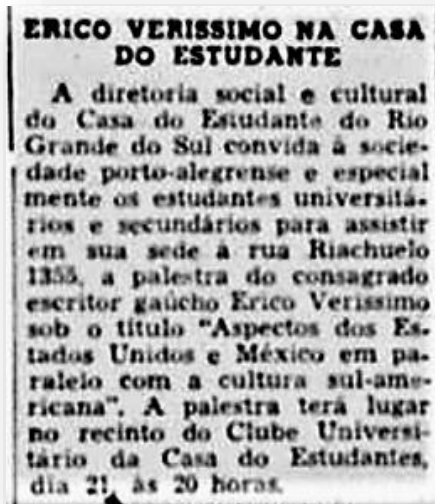 ERICO VERISSIMO NA CASA
DO ESTUDANTE
A diretoria social e cultural
do Casa do Estudante do Rio
Grande do Sul convida à socie-
dade porto-alegrense e especial
mente os estudantes universitá-
rios e secundários para assistir
em sua sede à rua Riachuelo
1355, a palestra do consagrado
escritor gaúcho Erico Verissimo
sob o título "Aspectos dos Es-
tados Unidos e México em pa-
ralelo com a cultura sul-ame-
ricana". A palestra terá lugar
no recinto do Clube Universi-
tário da Casa do Estudantes,
dia 21, às 20 horas.